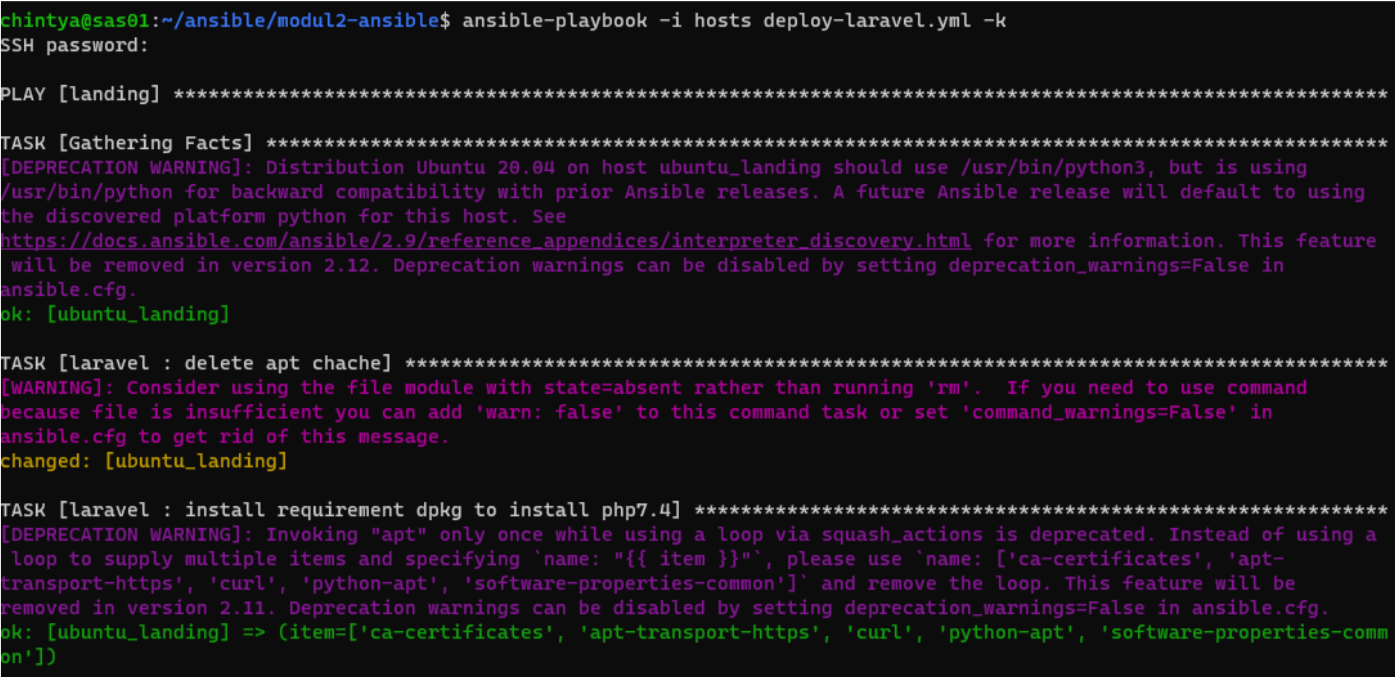 chintya@sas01:~/ansible/modul2-ansible$ ansible-playbook -i hosts deploy-laravel.yml -k
SSH password:
PLAY [landing] *********************************************************************************************************
TASK [Gathering Facts] *************************************************************************************************
[DEPRECATION WARNING]: Distribution Ubuntu 20.04 on host ubuntu_landing should use /usr/bin/python3, but is using
/usr/bin/python for backward compatibility with prior Ansible releases. A future Ansible release will default to using
the discovered platform python for this host. See
https://docs.ansible.com/ansible/2.9/reference_appendices/interpreter_discovery.html for more information. This feature
will be removed in version 2.12. Deprecation warnings can be disabled by setting deprecation_warnings=False in
ansible.cfg.
ok: [ubuntu_landing]
TASK [laravel : delete apt chache] *************************************************************************************
[WARNING]: Consider using the file module with state=absent rather than running 'rm'.  If you need to use command
because file is insufficient you can add 'warn: false' to this command task or set 'command_warnings=False' in
ansible.cfg to get rid of this message.
changed: [ubuntu_landing]
TASK [laravel : install requirement dpkg to install php7.4] ************************************************************
[DEPRECATION WARNING]: Invoking "apt" only once while using a loop via squash_actions is deprecated. Instead of using a
loop to supply multiple items and specifying `name: "{{ item }}"`, please use `name: ['ca-certificates', 'apt-
transport-https', 'curl', 'python-apt', 'software-properties-common']` and remove the loop. This feature will be
removed in version 2.11. Deprecation warnings can be disabled by setting deprecation_warnings=False in ansible.cfg.
ok: [ubuntu_landing] => (item=['ca-certificates', 'apt-transport-https', 'curl', 'python-apt', 'software-properties-comm
on'])